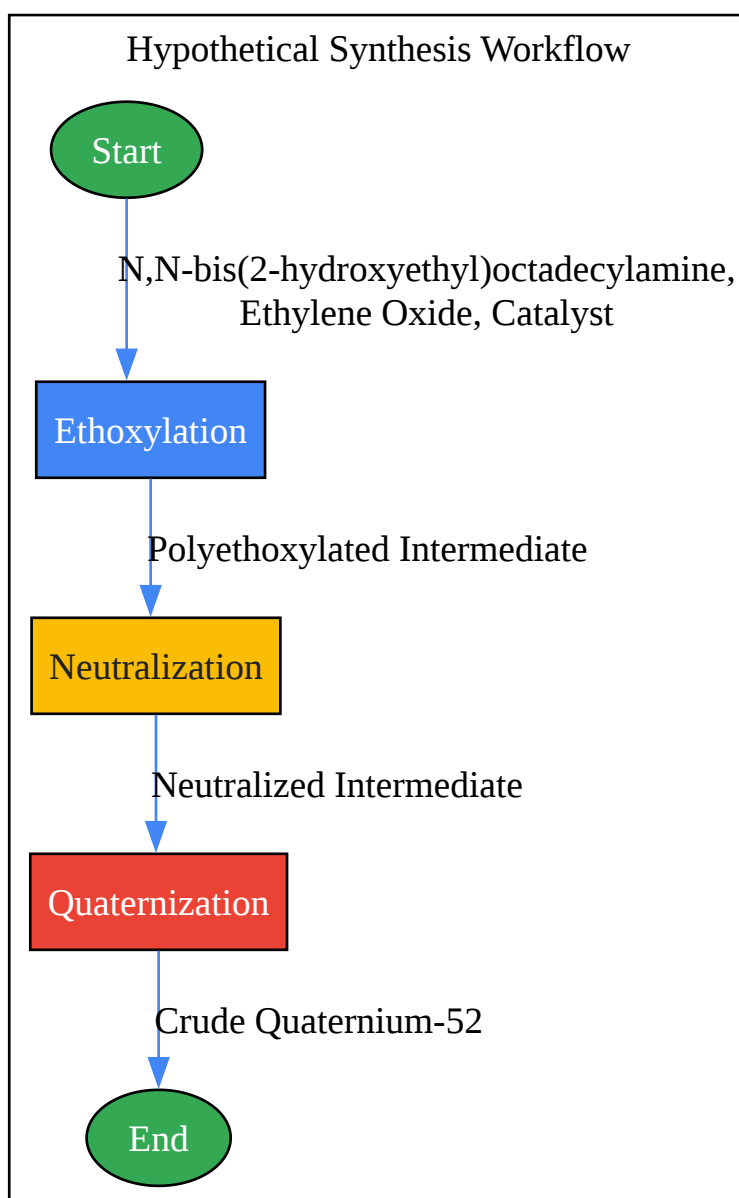 Hypothetical Synthesis Workflow
Start
N,N-bis(2-hydroxyethyl)octadecylamine,
Ethylene Oxide, Catalyst
Ethoxylation
Polyethoxylated Intermediate
Neutralization
Neutralized Intermediate
Quaternization
Crude Quaternium-52
End